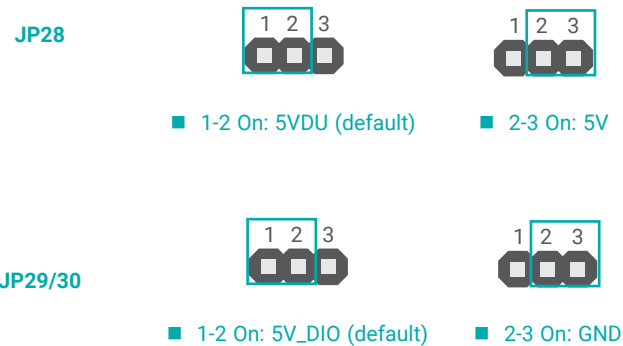 JP28
1 2 3
1 2 3
■ 1-2 On: 5VDU (default)
■ 2-3 On: 5V
JP29/30
1 2 3
1 2 3
■ 1-2 On: 5V_DIO (default)
■ 2-3 On: GND